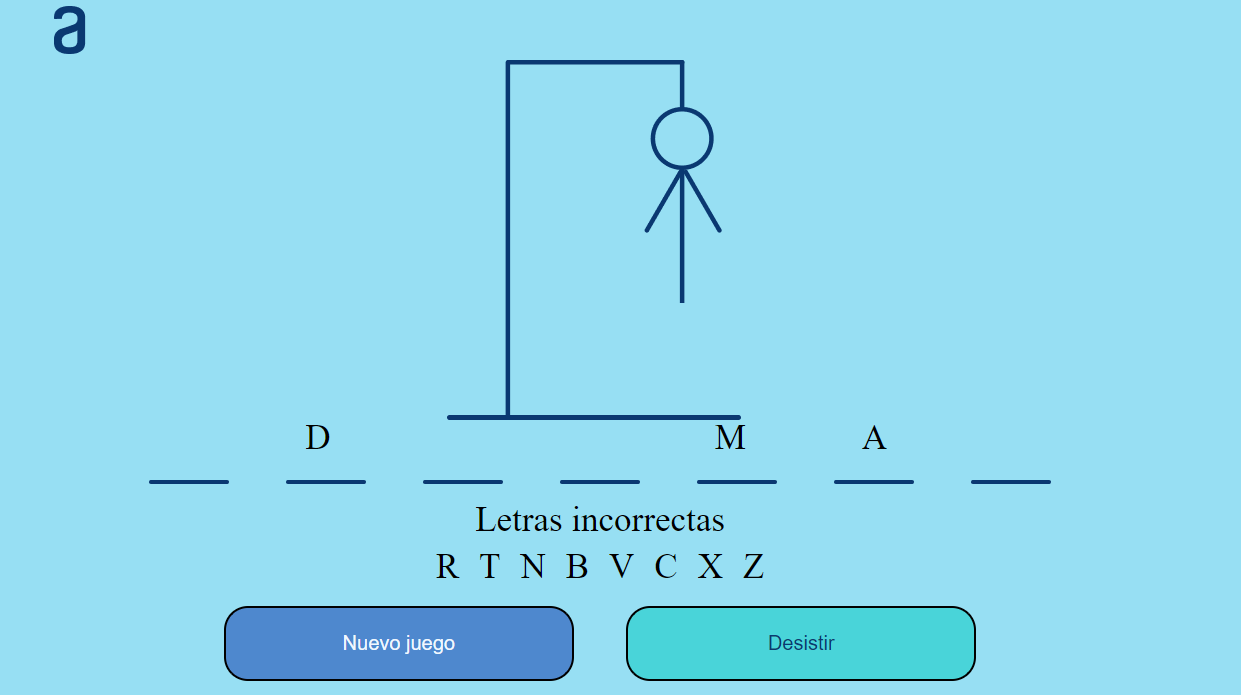 a
D M A
Letras incorrectas
R T N B V C X Z
Nuevo juego Desistir